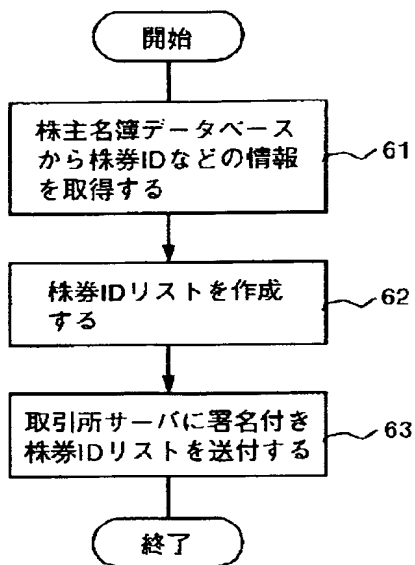 開始
株主名簿データベース
から株券IDなどの情報
を取得する
61
株券IDリストを作成
する
62
取引所サーバに署名付き
株券IDリストを送付する
63
終了